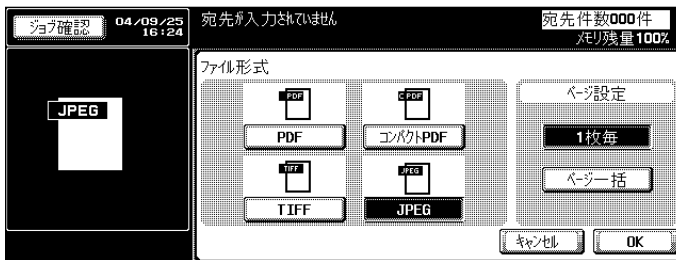 ジョブ確認
04/09/25
16:24
宛先が入力されていません
宛先件数000件
メモリ残量100%
JPEG
ファイル形式
PDF
PDF
C PDF
コンパクトPDF
TIFF
TIFF
JPEG
JPEG
ページ設定
1枚毎
ページ一括
キャンセル
OK